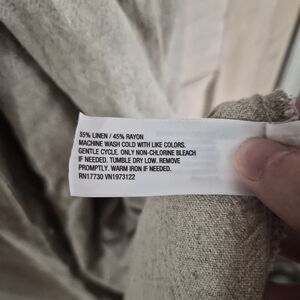 55% LINEN / 45% RAYON
MACHINE WASH COLD WITH LIKE COLORS.
GENTLE CYCLE. ONLY NON-CHLORINE BLEACH
IF NEEDED. TUMBLE DRY LOW. REMOVE
PROMPTLY. WARM IRON IF NEEDED.
RN17730 VN1973122